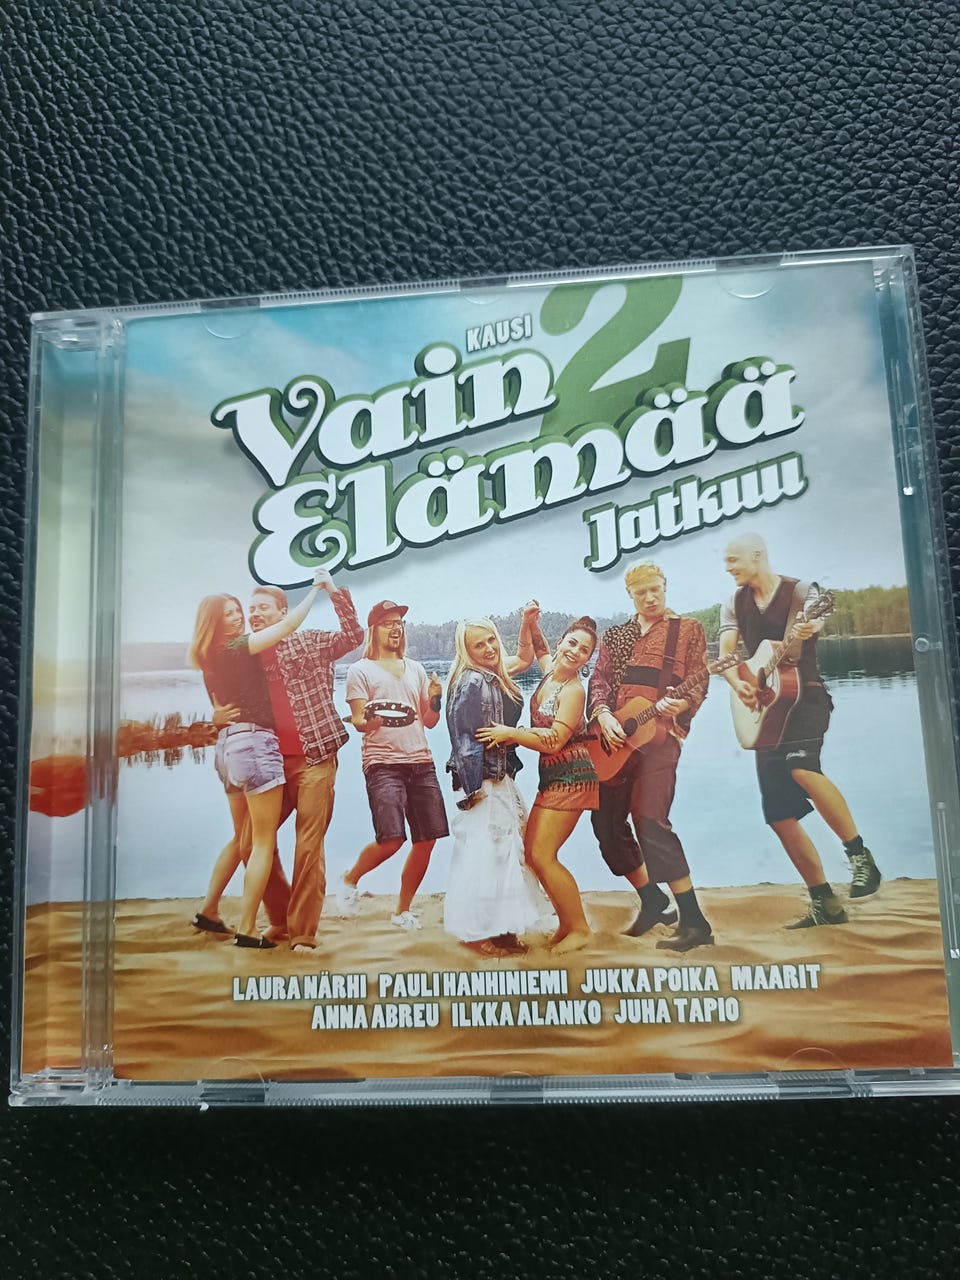 KAUSI 2
Vain
Elämää
Jatkuu
LAURA NÄRHI PAULI HANHINIEMI JUKKA POIKA MAARIT
ANNA ABREU ILKKA ALANKO JUHA TAPIO